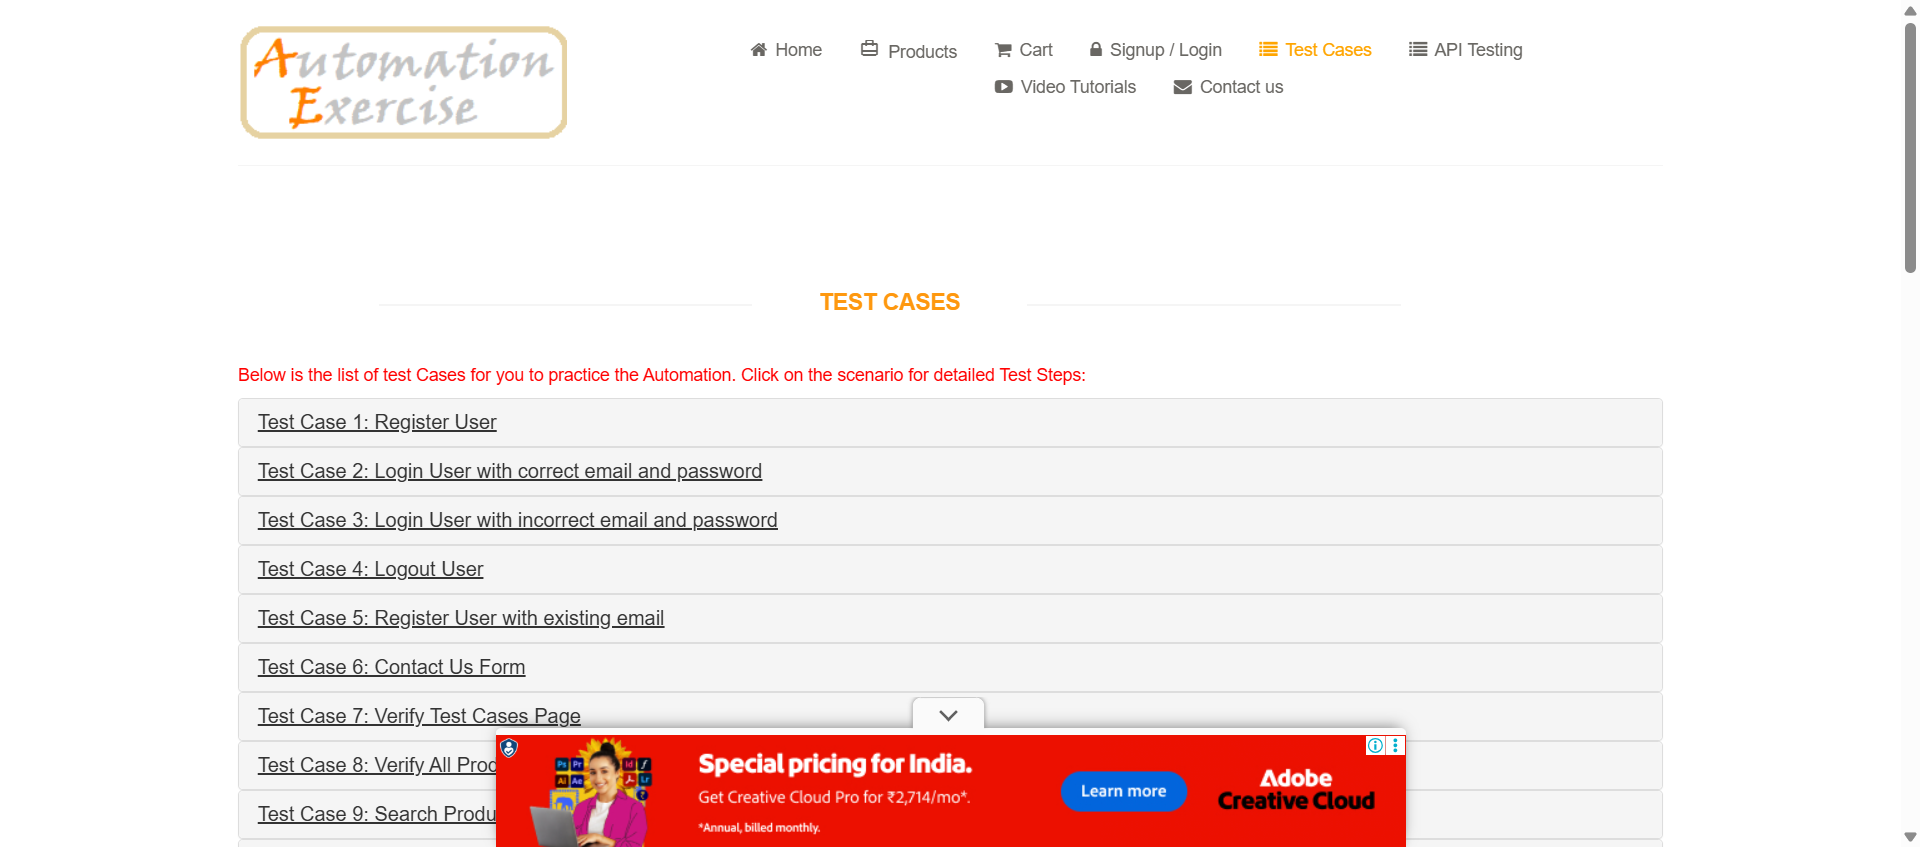 Automation
Exercise
Home
Products
Cart
Signup / Login
Test Cases
API Testing
Video Tutorials
Contact us
TEST CASES
Below is the list of test Cases for you to practice the Automation. Click on the scenario for detailed Test Steps:
Test Case 1: Register User
Test Case 2: Login User with correct email and password
Test Case 3: Login User with incorrect email and password
Test Case 4: Logout User
Test Case 5: Register User with existing email
Test Case 6: Contact Us Form
Test Case 7: Verify Test Cases Page
Test Case 8: Verify All Prod
Test Case 9: Search Produ
Ps Pr Id f
Ai Ae Lr
Special pricing for India.
Get Creative Cloud Pro for ₹2,714/mo*.
*Annual, billed monthly.
Learn more
Adobe
Creative Cloud